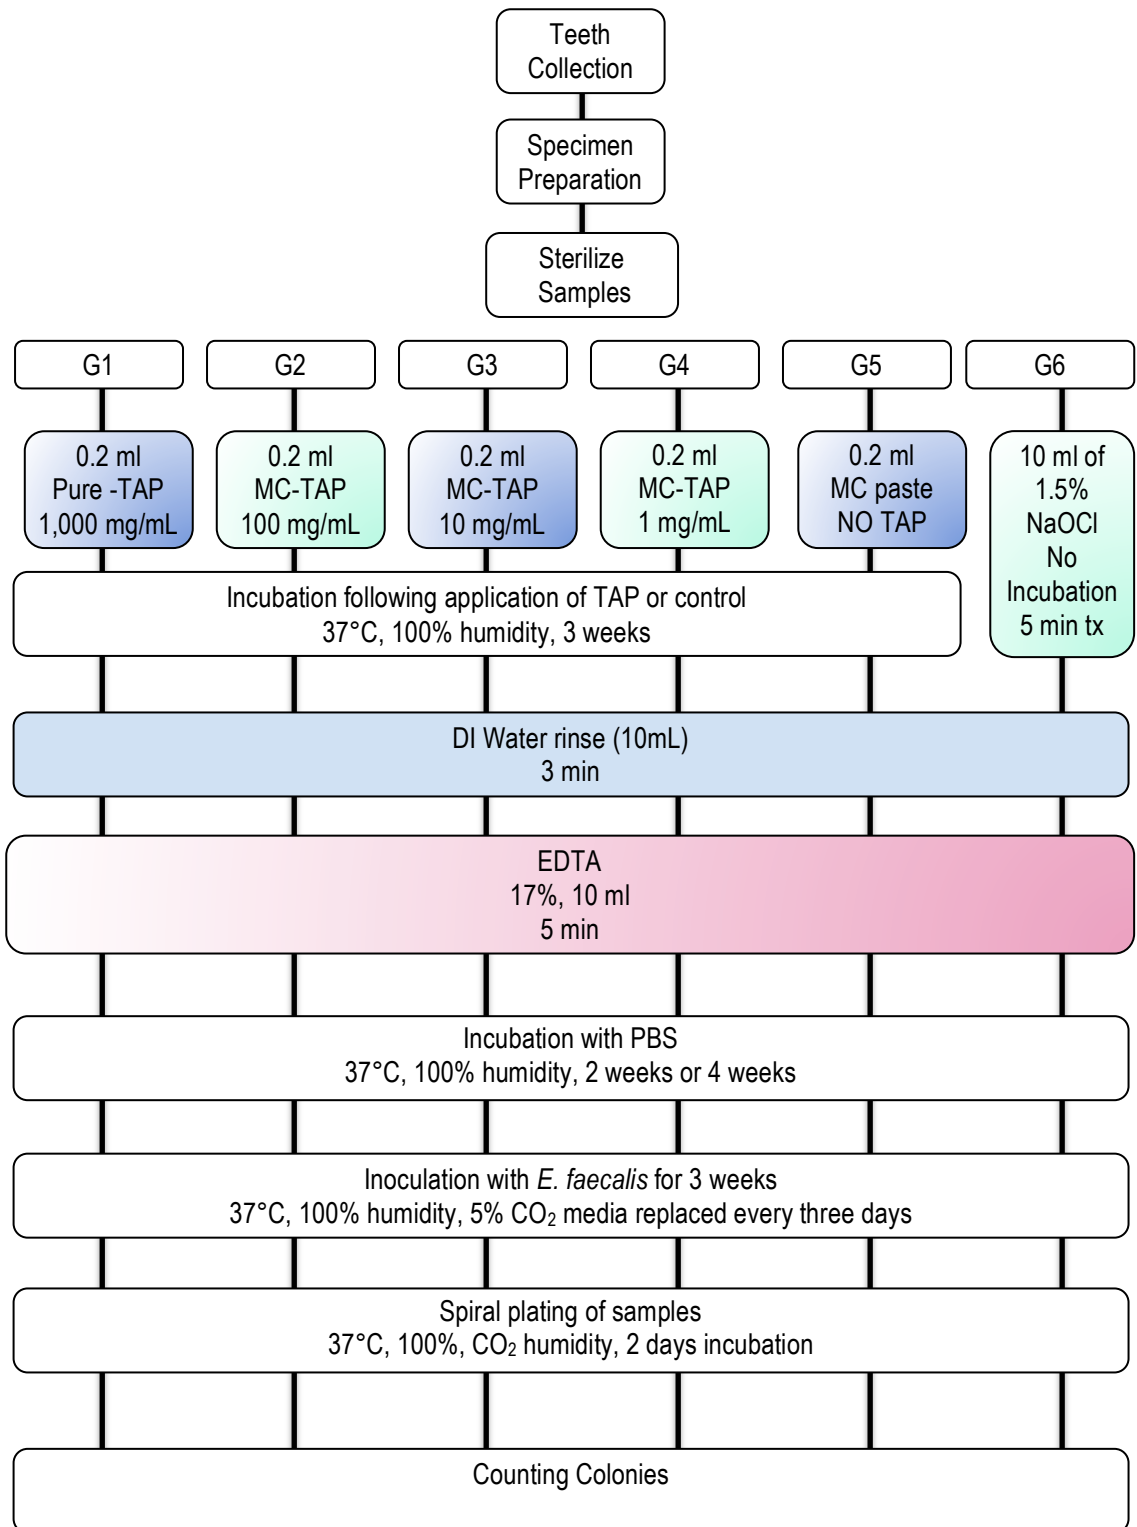 Teeth
Collection
Specimen
Preparation
Sterilize
Samples
G1
G2
G3
G4
G5
G6
0.2 ml
Pure -TAP
1,000 mg/mL
0.2 ml
MC-TAP
100 mg/mL
0.2 ml
MC-TAP
10 mg/mL
0.2 ml
MC-TAP
1 mg/mL
0.2 ml
MC paste
NO TAP
10 ml of
1.5%
NaOCl
No
Incubation
5 min tx
Incubation following application of TAP or control
37°C, 100% humidity, 3 weeks
DI Water rinse (10mL)
3 min
EDTA
17%, 10 ml
5 min
Incubation with PBS
37°C, 100% humidity, 2 weeks or 4 weeks
Inoculation with E. faecalis for 3 weeks
37°C, 100% humidity, 5% CO₂ media replaced every three days
Spiral plating of samples
37°C, 100%, CO₂ humidity, 2 days incubation
Counting Colonies